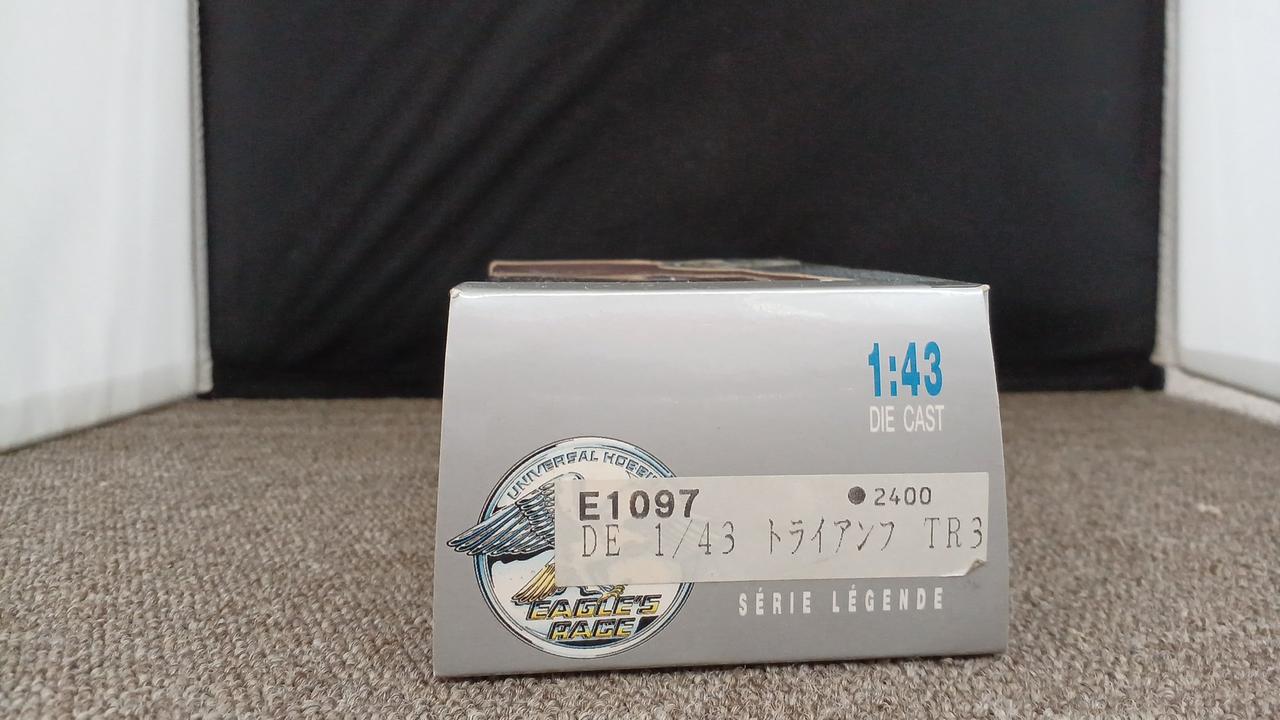 1:43
DIE CAST
UNIVERSAL HOBBI
E1097 ●2400
DE 1/43 トライアンフ TR3
EAGLE'S
RACE
SÉRIE LÉGENDE